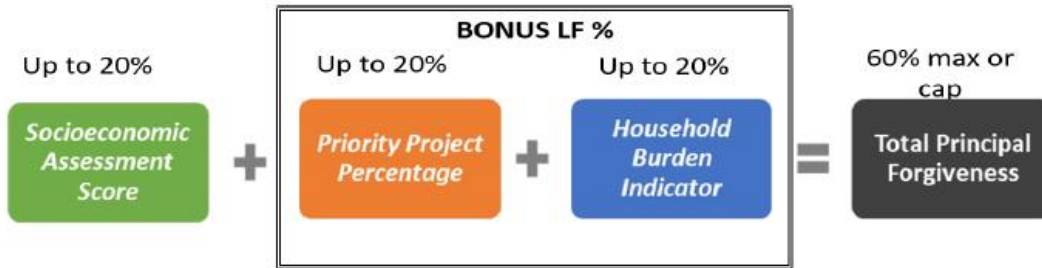 BONUS LF %
Up to 20%
Up to 20%
Up to 20%
60% max or
cap
Socioeconomic
Assessment
Score
+
Priority Project
Percentage
+
Household
Burden
Indicator
=
Total Principal
Forgiveness